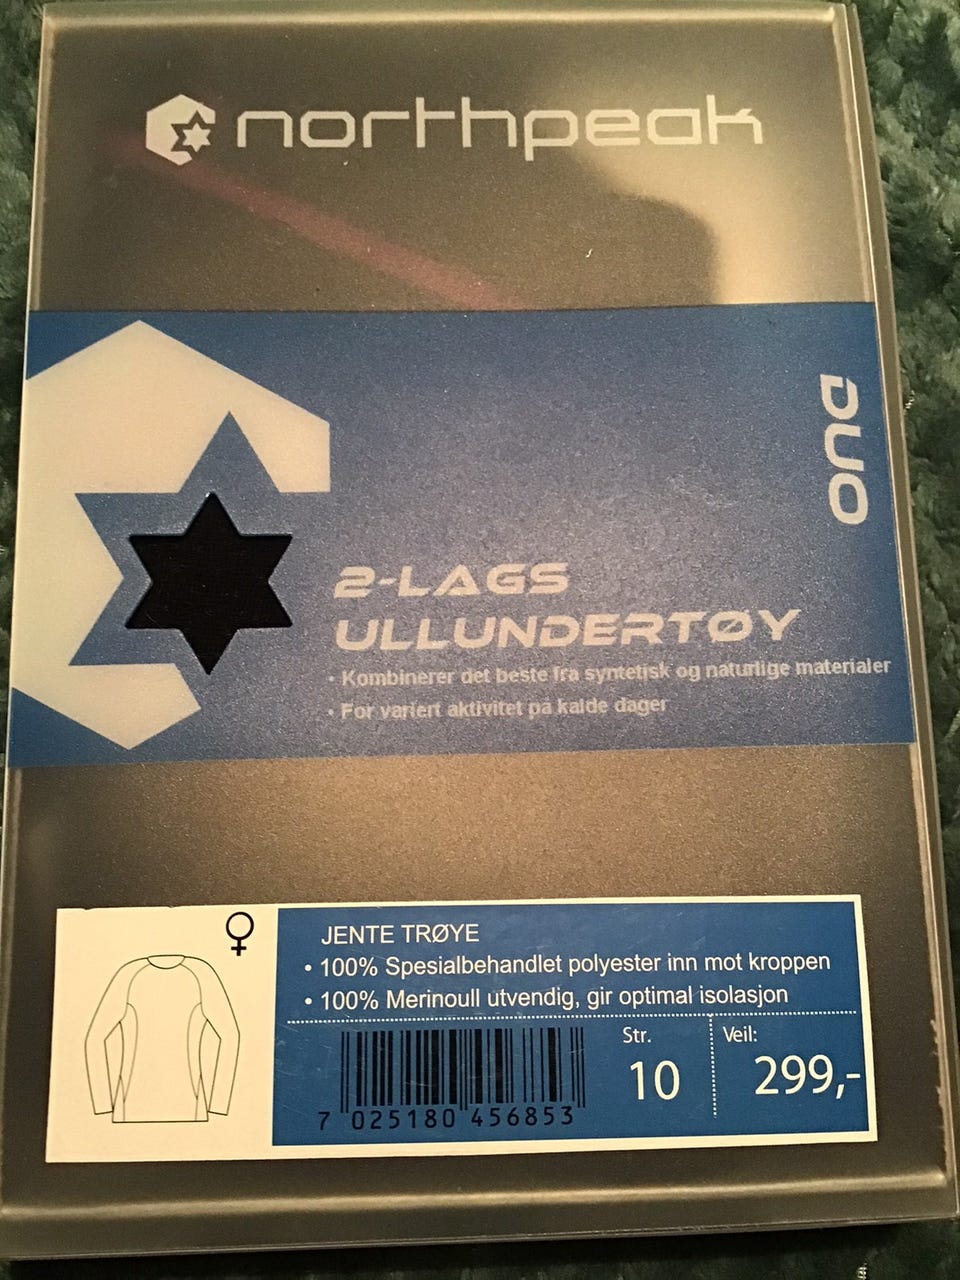 northpeak
DUO
2-LAGS
ULLUNDERTØY
• Kombinerer det beste fra syntetisk og naturlige materialer
• For variert aktivitet på kalde dager
JENTE TRØYE
• 100% Spesialbehandlet polyester inn mot kroppen
• 100% Merinoull utvendig, gir optimal isolasjon
Str. Veil:
10 299,-
7 025180 456853